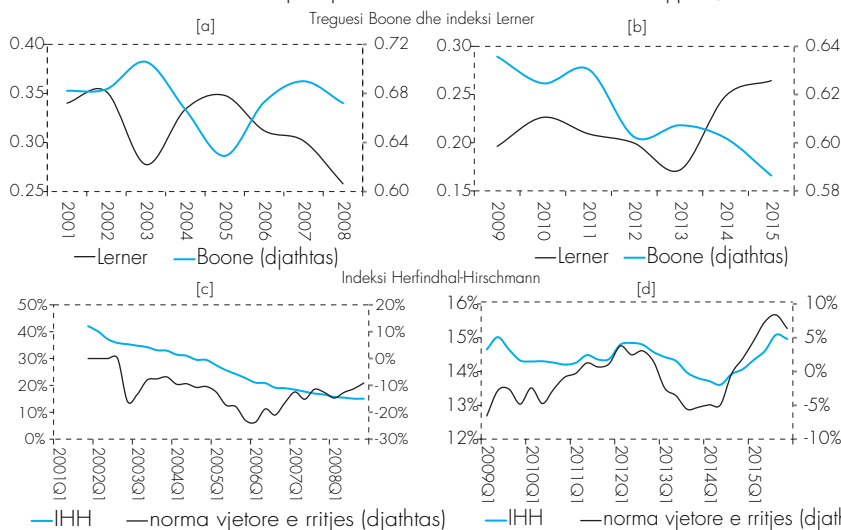 Treguesi Boone dhe indeksi Lerner
[a] [b]
0.40 0.72 0.30 0.64
0.35 0.68 0.25 0.62
0.30 0.64 0.20 0.60
0.25 0.60 0.15 0.58
2001 2002 2003 2004 2005 2006 2007 2008 2009 2010 2011 2012 2013 2014 2015
Lerner Boone (djathtas) Lerner Boone (djathtas)
Indeksi Herfindhal-Hirschmann
[c] [d]
50% 20% 16% 10%
40% 10% 15% 5%
30% 0% 14% 0%
20% -10% 13% -5%
10% -20% 12% -10%
0% -30%
2001Q1 2002Q1 2003Q1 2004Q1 2005Q1 2006Q1 2007Q1 2008Q1 2009Q1 2010Q1 2011Q1 2012Q1 2013Q1 2014Q1 2015Q1
IHH norma vjetore e rritjes (djathtas) IHH norma vjetore e rritjes (djath